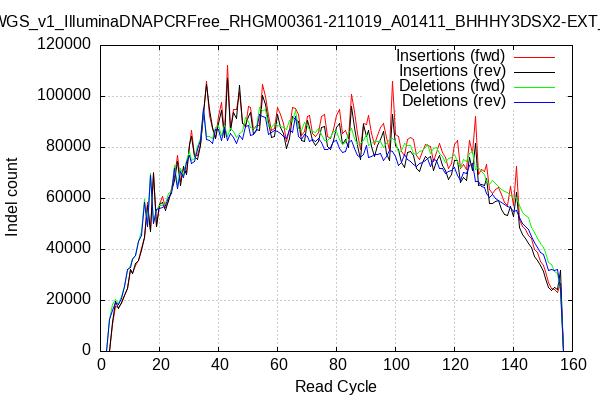 WGS_v1_IlluminaDNAPCRFree_RHGM00361-211019_A01411_BHHHY3DSX2-EXT_
Insertions (fwd)
Insertions (rev)
Deletions (fwd)
Deletions (rev)
120000
100000
80000
60000
40000
20000
0
Indel count
0 20 40 60 80 100 120 140 160
Read Cycle